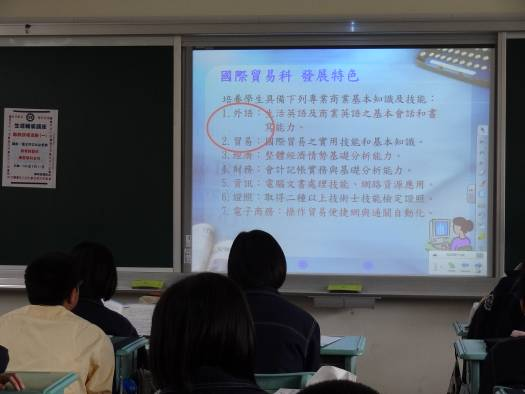 國際貿易科 發展特色
培養學生具備下列專業商業基本知識及技能：
1.外語：生活英語及商業英語之基本會話和書
寫能力。
2.貿易：國際貿易之實用技能和基本知識。
3.經濟：整體經濟情勢基礎分析能力。
4.財務：會計記帳實務與基礎分析能力。
5.資訊：電腦文書處理技能、網路資源應用。
6.證照：取得二種以上技術士技能檢定證照。
7.電子商務：操作貿易便捷網與通關自動化。